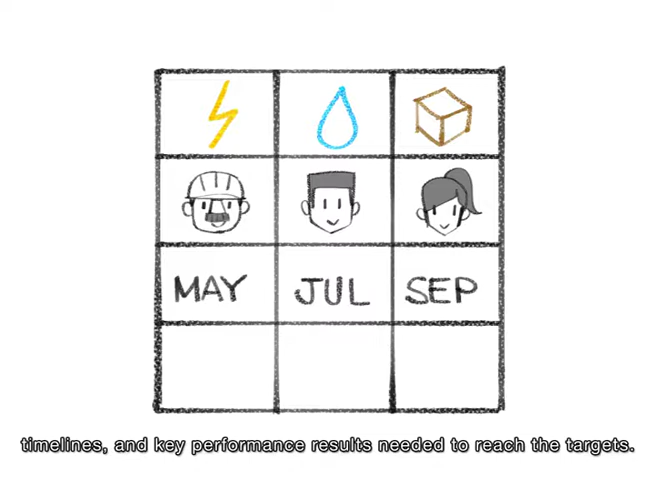 MAY JUL SEP
timelines, and key performance results needed to reach the targets.